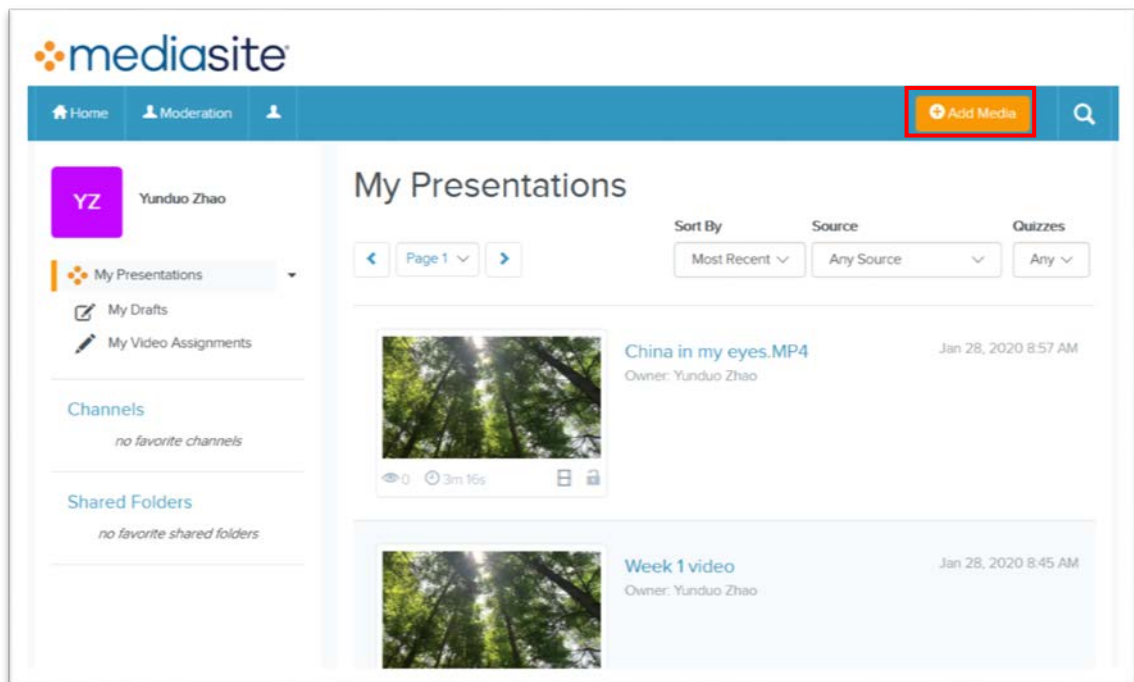 mediasite
Home
Moderation
Add Media
YZ
Yunduo Zhao
My Presentations
My Drafts
My Video Assignments
Channels
no favorite channels
Shared Folders
no favorite shared folders
My Presentations
Sort By
Source
Quizzes
Page 1
Most Recent
Any Source
Any
China in my eyes.MP4
Jan 28, 2020 8:57 AM
Owner: Yunduo Zhao
0
3m 16s
Week 1 video
Jan 28, 2020 8:45 AM
Owner: Yunduo Zhao